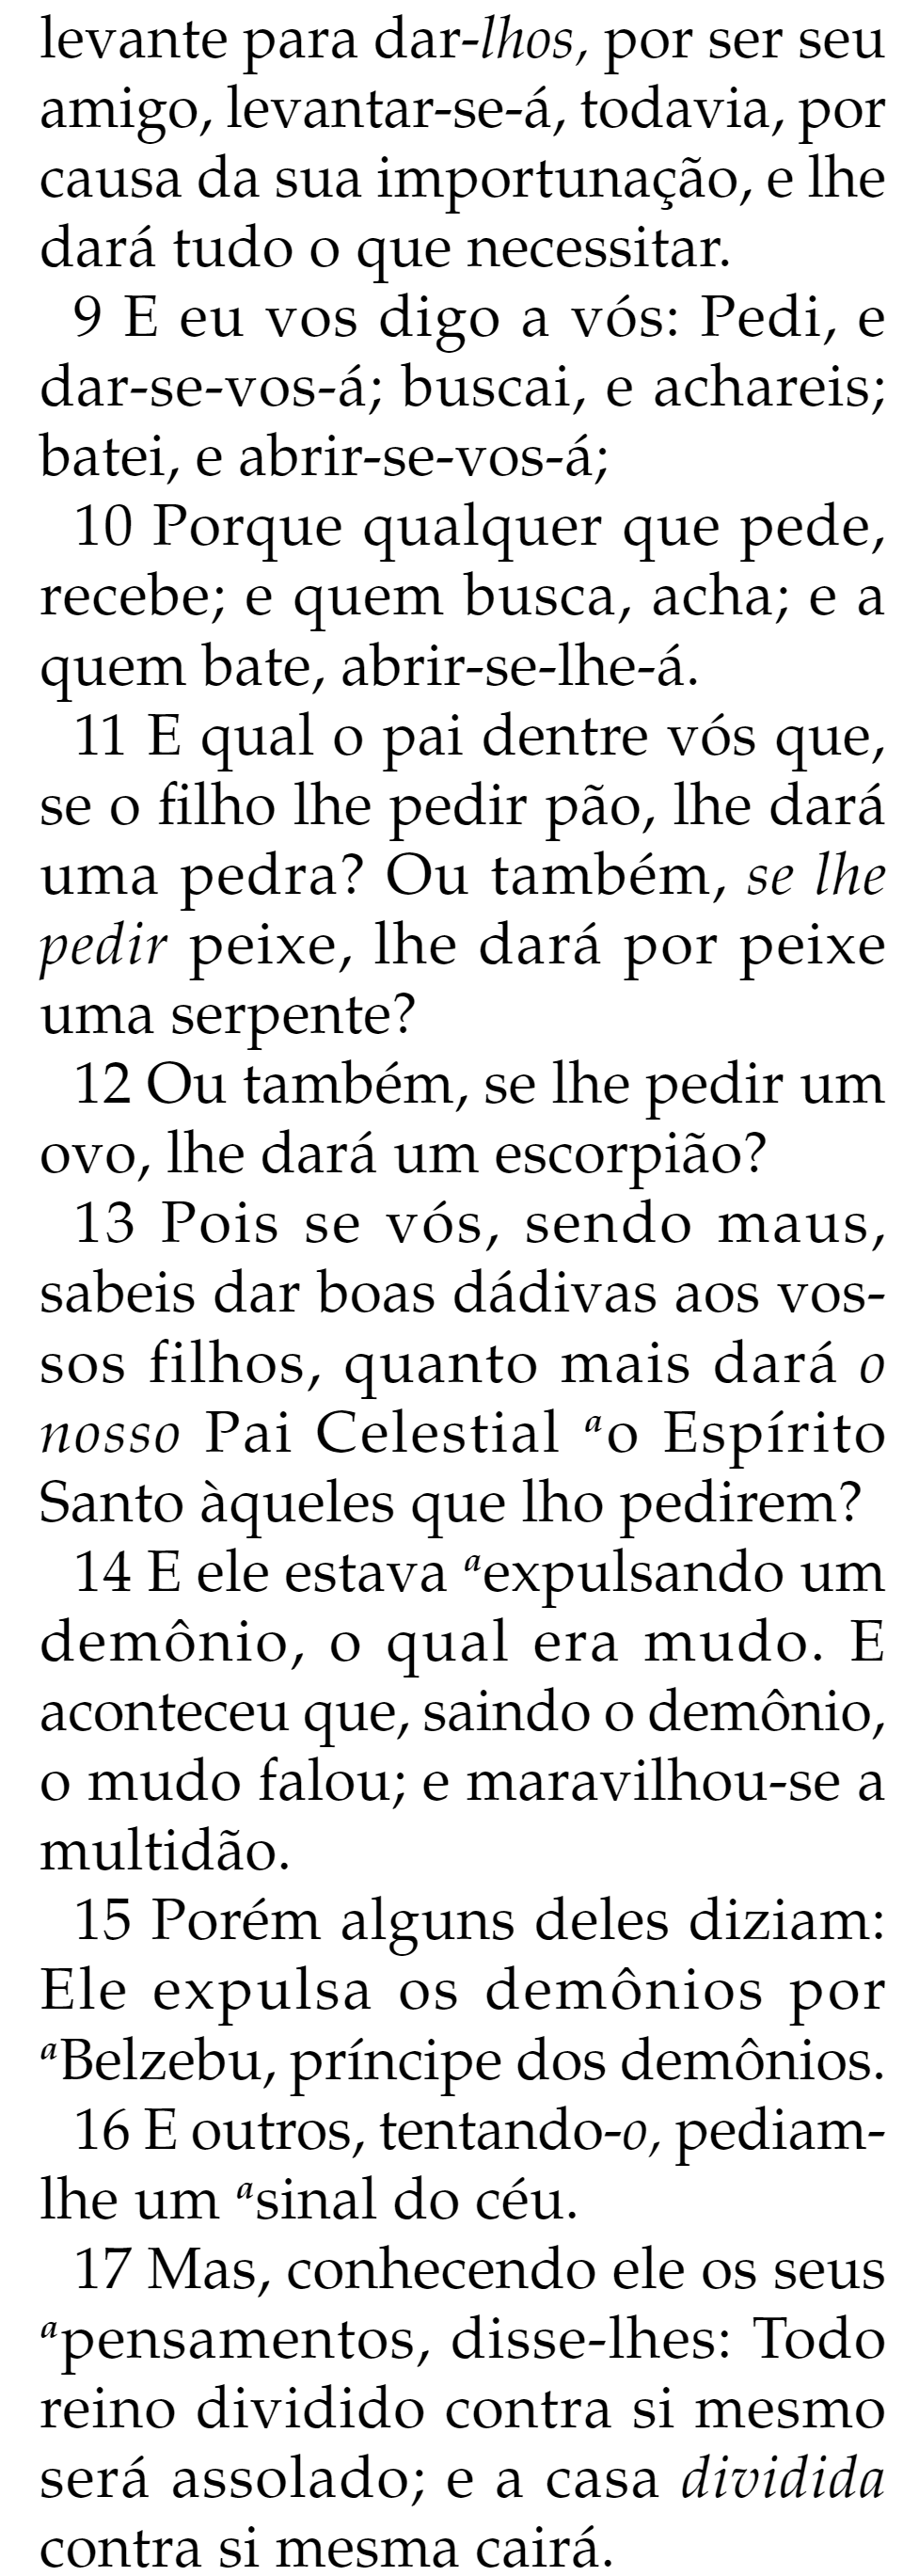 levante para dar-lhos, por ser seu
amigo, levantar-se-á, todavia, por
causa da sua importunação, e lhe
dará tudo o que necessitar.
9 E eu vos digo a vós: Pedi, e
dar-se-vos-á; buscai, e achareis;
batei, e abrir-se-vos-á;
10 Porque qualquer que pede,
recebe; e quem busca, acha; e a
quem bate, abrir-se-lhe-á.
11 E qual o pai dentre vós que,
se o filho lhe pedir pão, lhe dará
uma pedra? Ou também, se lhe
pedir peixe, lhe dará por peixe
uma serpente?
12 Ou também, se lhe pedir um
ovo, lhe dará um escorpião?
13 Pois se vós, sendo maus,
sabeis dar boas dádivas aos vos-
sos filhos, quanto mais dará o
nosso Pai Celestial ᵃo Espírito
Santo àqueles que lho pedirem?
14 E ele estava ᵃexpulsando um
demônio, o qual era mudo. E
aconteceu que, saindo o demônio,
o mudo falou; e maravilhou-se a
multidão.
15 Porém alguns deles diziam:
Ele expulsa os demônios por
ᵃBelzebu, príncipe dos demônios.
16 E outros, tentando-o, pediam-
lhe um ᵃsinal do céu.
17 Mas, conhecendo ele os seus
ᵃpensamentos, disse-lhes: Todo
reino dividido contra si mesmo
será assolado; e a casa dividida
contra si mesma cairá.